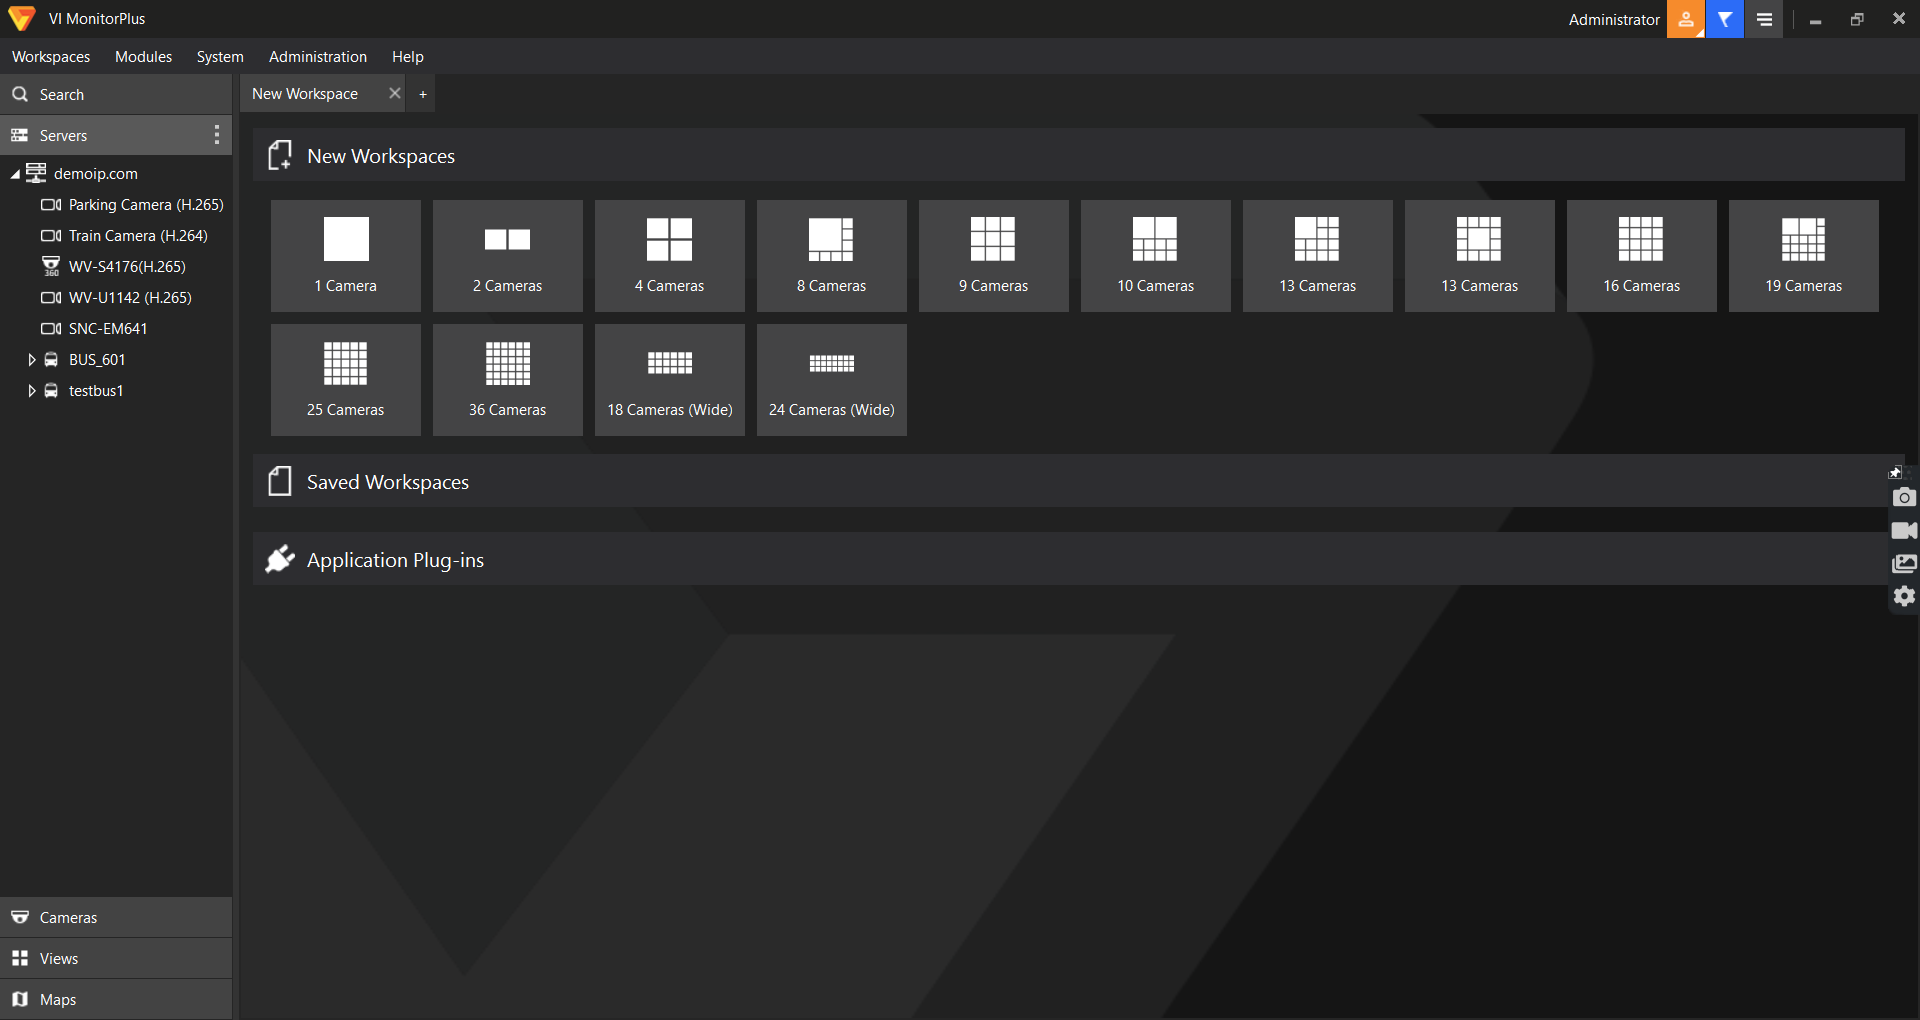 VI MonitorPlus
Administrator
Workspaces Modules System Administration Help
Search
New Workspace +
Servers
demoip.com
Parking Camera (H.265)
Train Camera (H.264)
360
WV-S4176(H.265)
WV-U1142 (H.265)
SNC-EM641
BUS_601
testbus1
New Workspaces
1 Camera
2 Cameras
4 Cameras
8 Cameras
9 Cameras
10 Cameras
13 Cameras
13 Cameras
16 Cameras
19 Cameras
25 Cameras
36 Cameras
18 Cameras (Wide)
24 Cameras (Wide)
Saved Workspaces
Application Plug-ins
Cameras
Views
Maps